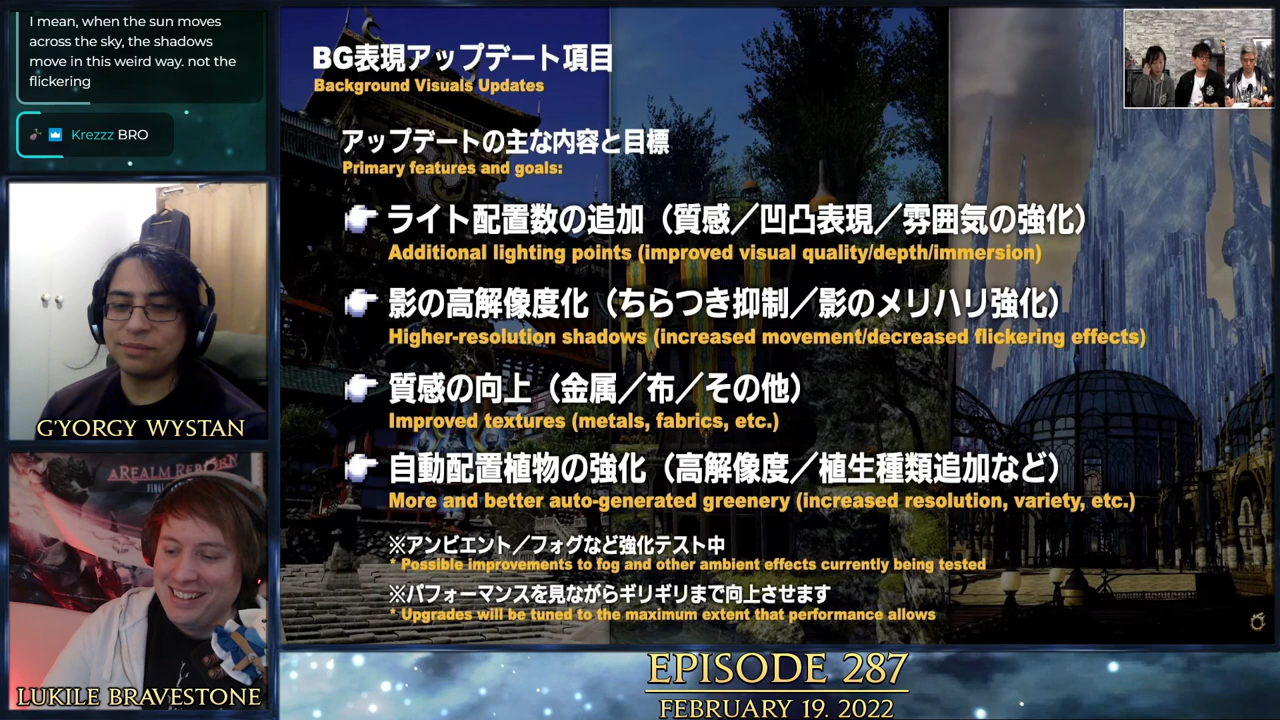 I mean, when the sun moves
across the sky, the shadows
move in this weird way. not the
flickering
Krezzz BRO
G'YORGY WYSTAN
A REALM REBORN
LUKILE BRAVESTONE
BG表現アップデート項目
Background Visuals Updates
アップデートの主な内容と目標
Primary features and goals:
ライト配置数の追加（質感／凹凸表現／雰囲気の強化）
Additional lighting points (improved visual quality/depth/immersion)
影の高解像度化（ちらつき抑制／影のメリハリ強化）
Higher-resolution shadows (increased movement/decreased flickering effects)
質感の向上（金属／布／その他）
Improved textures (metals, fabrics, etc.)
自動配置植物の強化（高解像度／植生種類追加など）
More and better auto-generated greenery (increased resolution, variety, etc.)
※アンビエント／フォグなど強化テスト中
* Possible improvements to fog and other ambient effects currently being tested
※パフォーマンスを見ながらギリギリまで向上させます
* Upgrades will be tuned to the maximum extent that performance allows
EPISODE 287
FEBRUARY 19, 2022